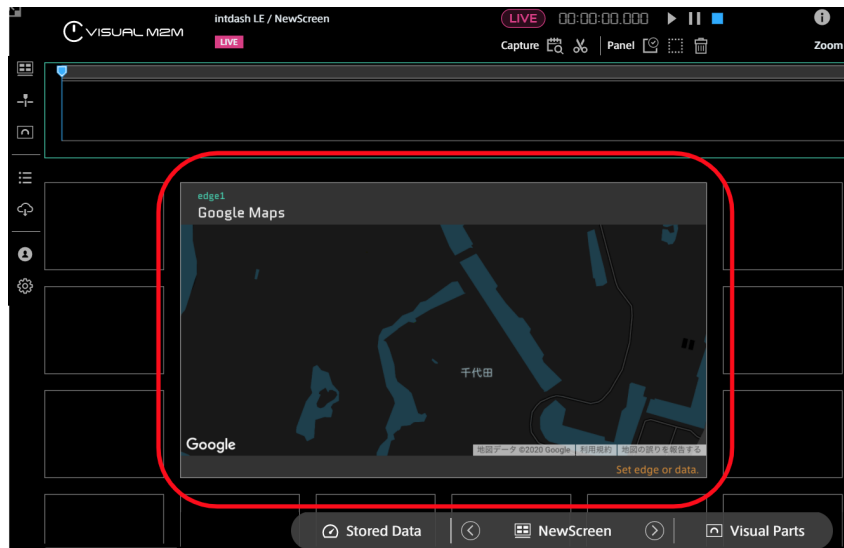 VISUAL M2M
intdash LE / NewScreen
LIVE
LIVE 00:00:00.000
Capture
Panel
Zoom
edge1
Google Maps
千代田
Google
地図データ ©2020 Google 利用規約 地図の誤りを報告する
Set edge or data.
Stored Data
NewScreen
Visual Parts